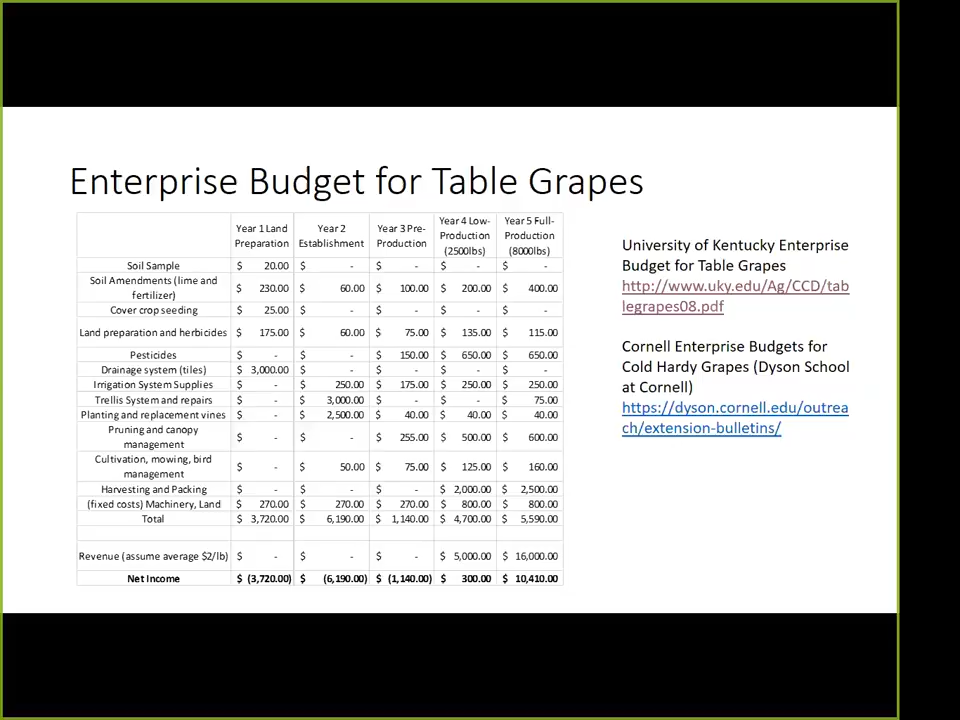 Enterprise Budget for Table Grapes
Year 1 Land Preparation Year 2 Establishment Year 3 Pre-Production Year 4 Low-Production (2500lbs) Year 5 Full-Production (8000lbs)
Soil Sample $ 20.00 $ - $ - $ - $ -
Soil Amendments (lime and fertilizer) $ 230.00 $ 60.00 $ 100.00 $ 200.00 $ 400.00
Cover crop seeding $ 25.00 $ - $ - $ - $ -
Land preparation and herbicides $ 175.00 $ 60.00 $ 75.00 $ 135.00 $ 115.00
Pesticides $ - $ - $ 150.00 $ 650.00 $ 650.00
Drainage system (tiles) $ 3,000.00 $ - $ - $ - $ -
Irrigation System Supplies $ - $ 250.00 $ 175.00 $ 250.00 $ 250.00
Trellis System and repairs $ - $ 3,000.00 $ - $ - $ 75.00
Planting and replacement vines $ - $ 2,500.00 $ 40.00 $ 40.00 $ 40.00
Pruning and canopy management $ - $ - $ 255.00 $ 500.00 $ 600.00
Cultivation, mowing, bird management $ - $ 50.00 $ 75.00 $ 125.00 $ 160.00
Harvesting and Packing $ - $ - $ - $ 2,000.00 $ 2,500.00
(fixed costs) Machinery, Land $ 270.00 $ 270.00 $ 270.00 $ 800.00 $ 800.00
Total $ 3,720.00 $ 6,190.00 $ 1,140.00 $ 4,700.00 $ 5,590.00
Revenue (assume average $2/lb) $ - $ - $ - $ 5,000.00 $ 16,000.00
Net Income $ (3,720.00) $ (6,190.00) $ (1,140.00) $ 300.00 $ 10,410.00
University of Kentucky Enterprise
Budget for Table Grapes
http://www.uky.edu/Ag/CCD/tab
legrapes08.pdf
Cornell Enterprise Budgets for
Cold Hardy Grapes (Dyson School
at Cornell)
https://dyson.cornell.edu/outrea
ch/extension-bulletins/